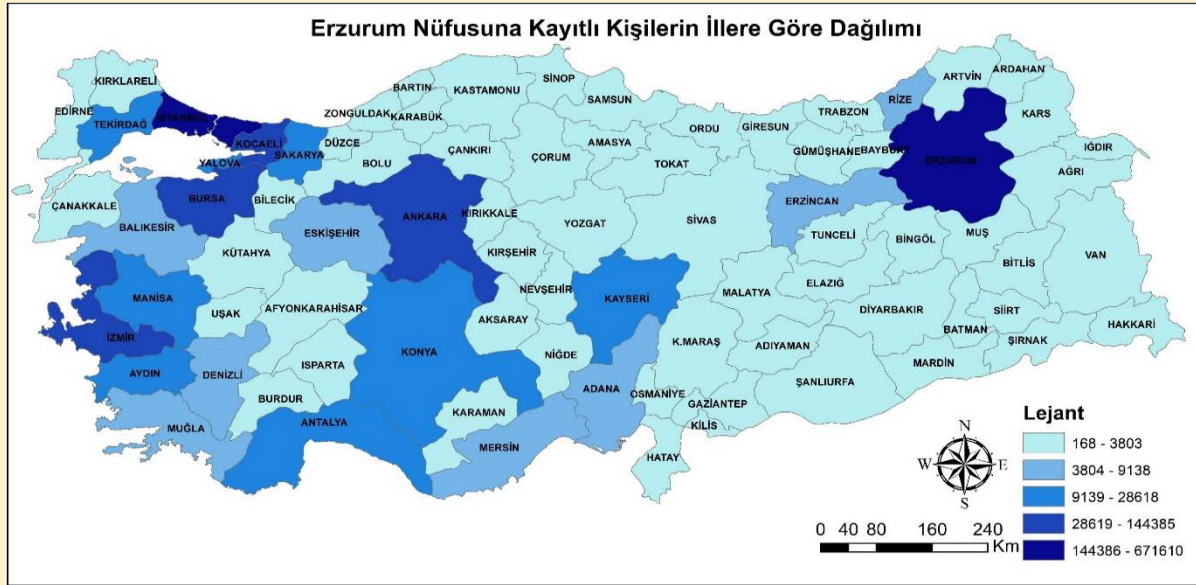 Erzurum Nüfusuna Kayıtlı Kişilerin İllere Göre Dağılımı
KIRKLARELİ
EDİRNE
TEKİRDAĞ
İSTANBUL
KOCAELİ
YALOVA
SAKARYA
DÜZCE
ZONGULDAK
BARTIN
KARABÜK
KASTAMONU
SİNOP
SAMSUN
BOLU
ÇANKIRI
ÇORUM
AMASYA
ORDU
TOKAT
GİRESUN
TRABZON
RİZE
ARTVİN
ARDAHAN
KARS
GÜMÜŞHANE
BAYBURT
ERZURUM
IĞDIR
AĞRI
ÇANAKKALE
BALIKESİR
BURSA
BİLECİK
ESKİŞEHİR
ANKARA
KIRIKKALE
YOZGAT
SİVAS
ERZİNCAN
TUNCELİ
BİNGÖL
MUŞ
BİTLİS
VAN
KÜTAHYA
KIRŞEHİR
NEVŞEHİR
KAYSERİ
MALATYA
ELAZIĞ
DİYARBAKIR
BATMAN
SİİRT
ŞIRNAK
HAKKARİ
MANİSA
UŞAK
AFYONKARAHİSAR
AKSARAY
İZMİR
KONYA
NİĞDE
K.MARAŞ
ADIYAMAN
MARDİN
ŞANLIURFA
AYDIN
DENİZLİ
ISPARTA
BURDUR
ANTALYA
KARAMAN
ADANA
OSMANİYE
GAZİANTEP
KİLİS
MUĞLA
MERSİN
HATAY
N
W E
S
0 40 80 160 240
Km
Lejant
168 - 3803
3804 - 9138
9139 - 28618
28619 - 144385
144386 - 671610